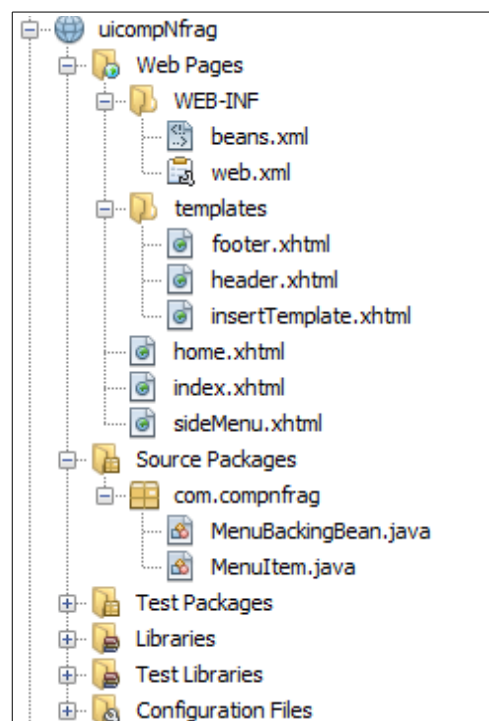 uicompNfrag
Web Pages
WEB-INF
beans.xml
web.xml
templates
footer.xhtml
header.xhtml
insertTemplate.xhtml
home.xhtml
index.xhtml
sideMenu.xhtml
Source Packages
com.compnfrag
MenuBackingBean.java
MenuItem.java
Test Packages
Libraries
Test Libraries
Configuration Files